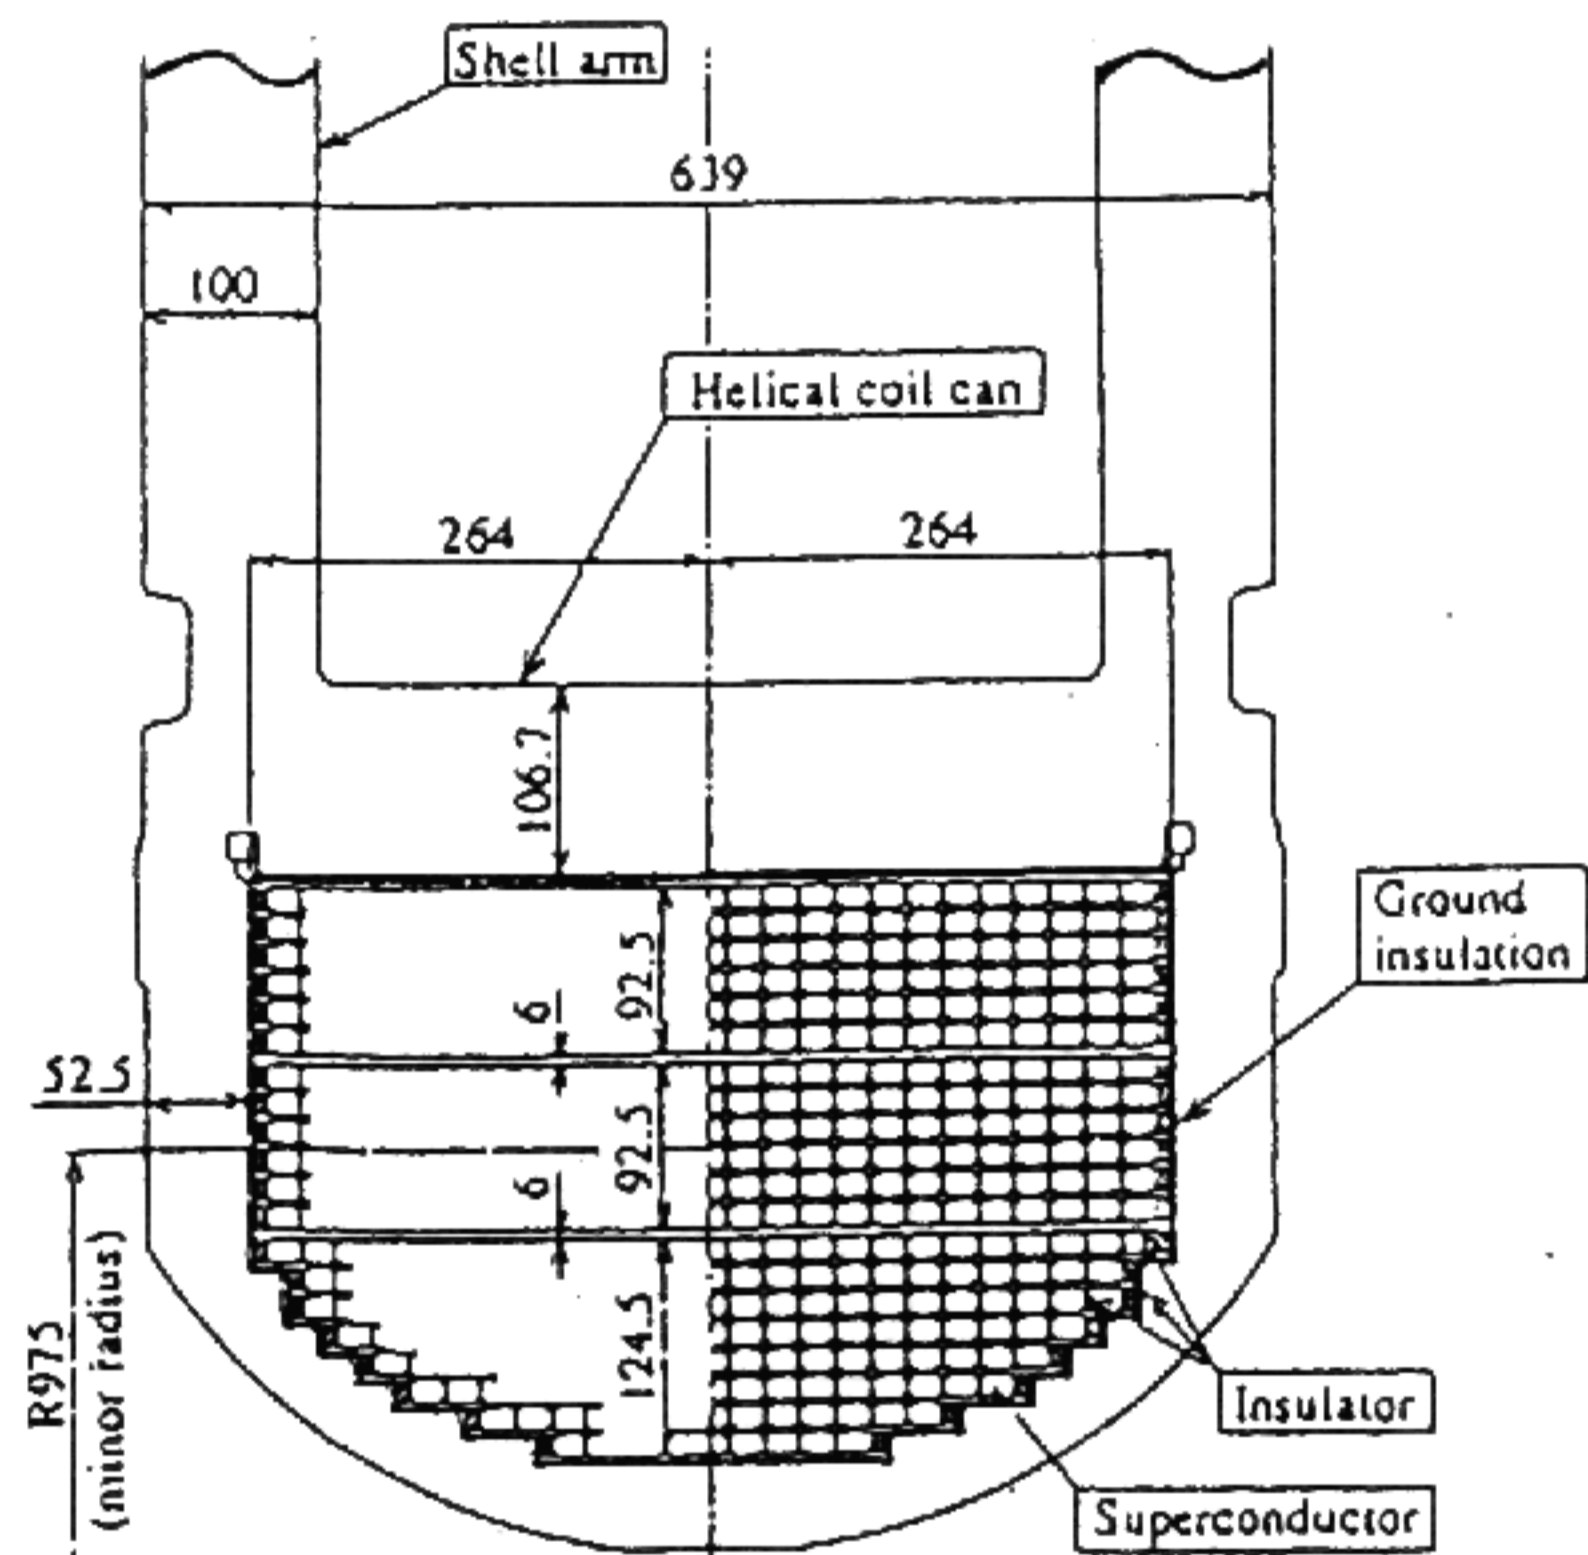 Shell arm
639
100
Helical coil can
264
264
106.7
Ground
insulation
92.5
6
52.5
92.5
6
R975
(minor radius)
124.5
Insulator
Superconductor